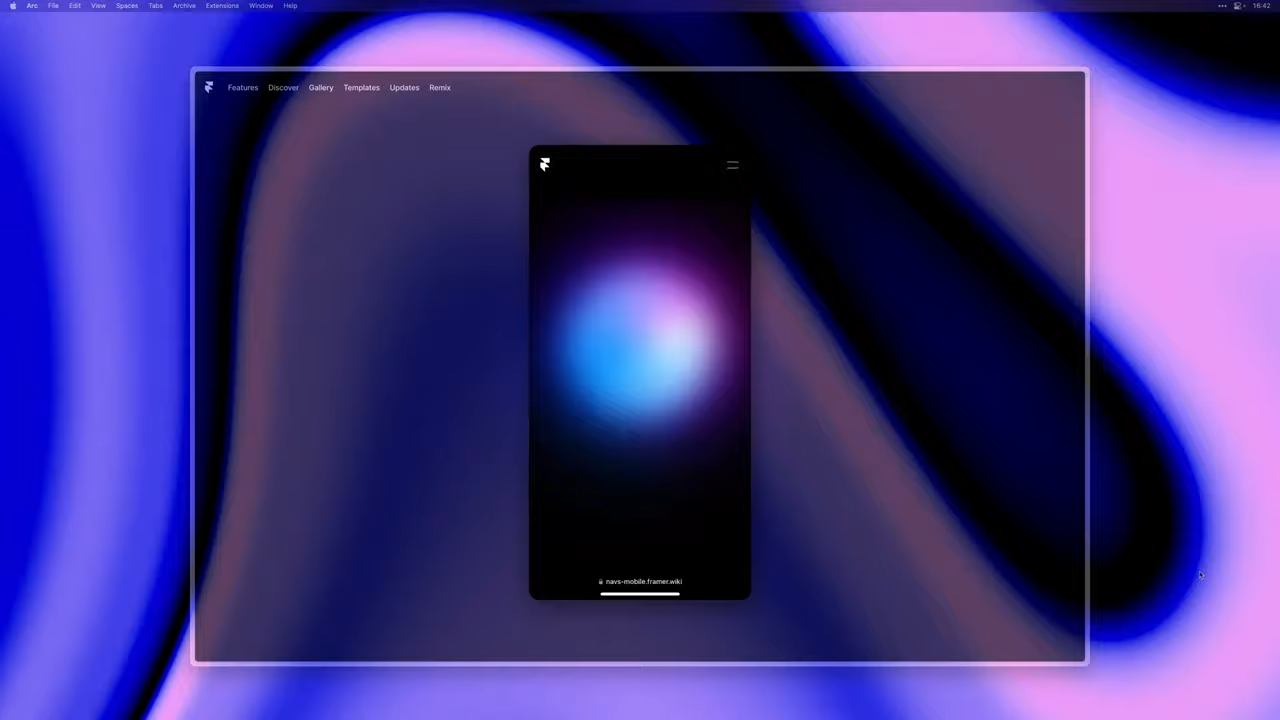 Arc File Edit View Spaces Tabs Archive Extensions Window Help 16:42
Features Discover Gallery Templates Updates Remix
navs-mobile.framer.wiki